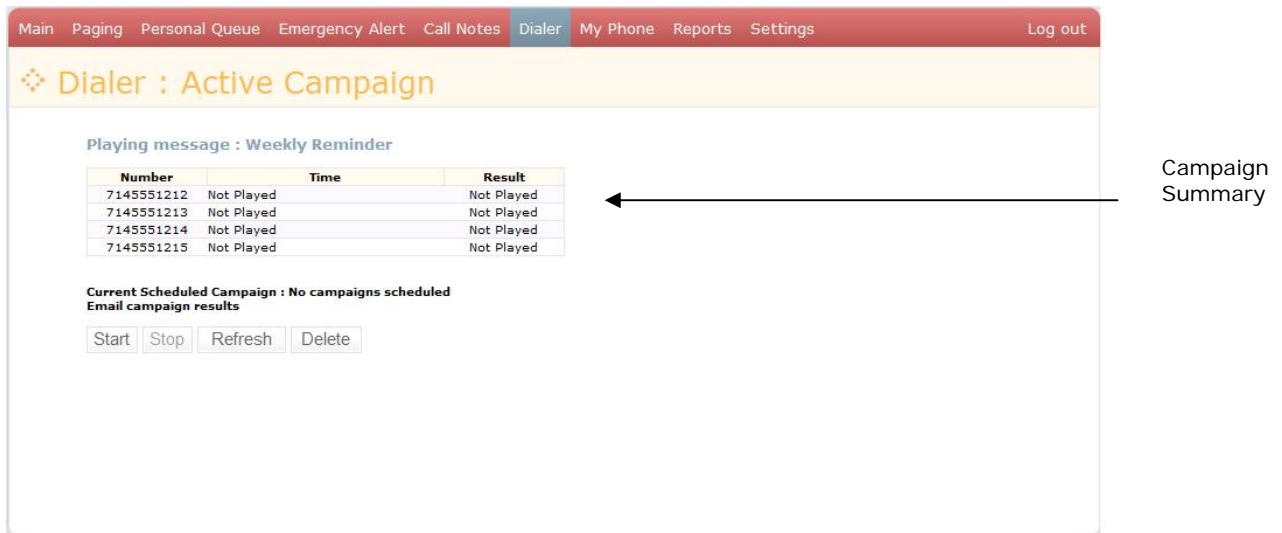 Main Paging Personal Queue Emergency Alert Call Notes Dialer My Phone Reports Settings Log out
Dialer : Active Campaign
Playing message : Weekly Reminder
Number Time Result
7145551212 Not Played Not Played
7145551213 Not Played Not Played
7145551214 Not Played Not Played
7145551215 Not Played Not Played
Current Scheduled Campaign : No campaigns scheduled
Email campaign results
Start Stop Refresh Delete
Campaign
Summary